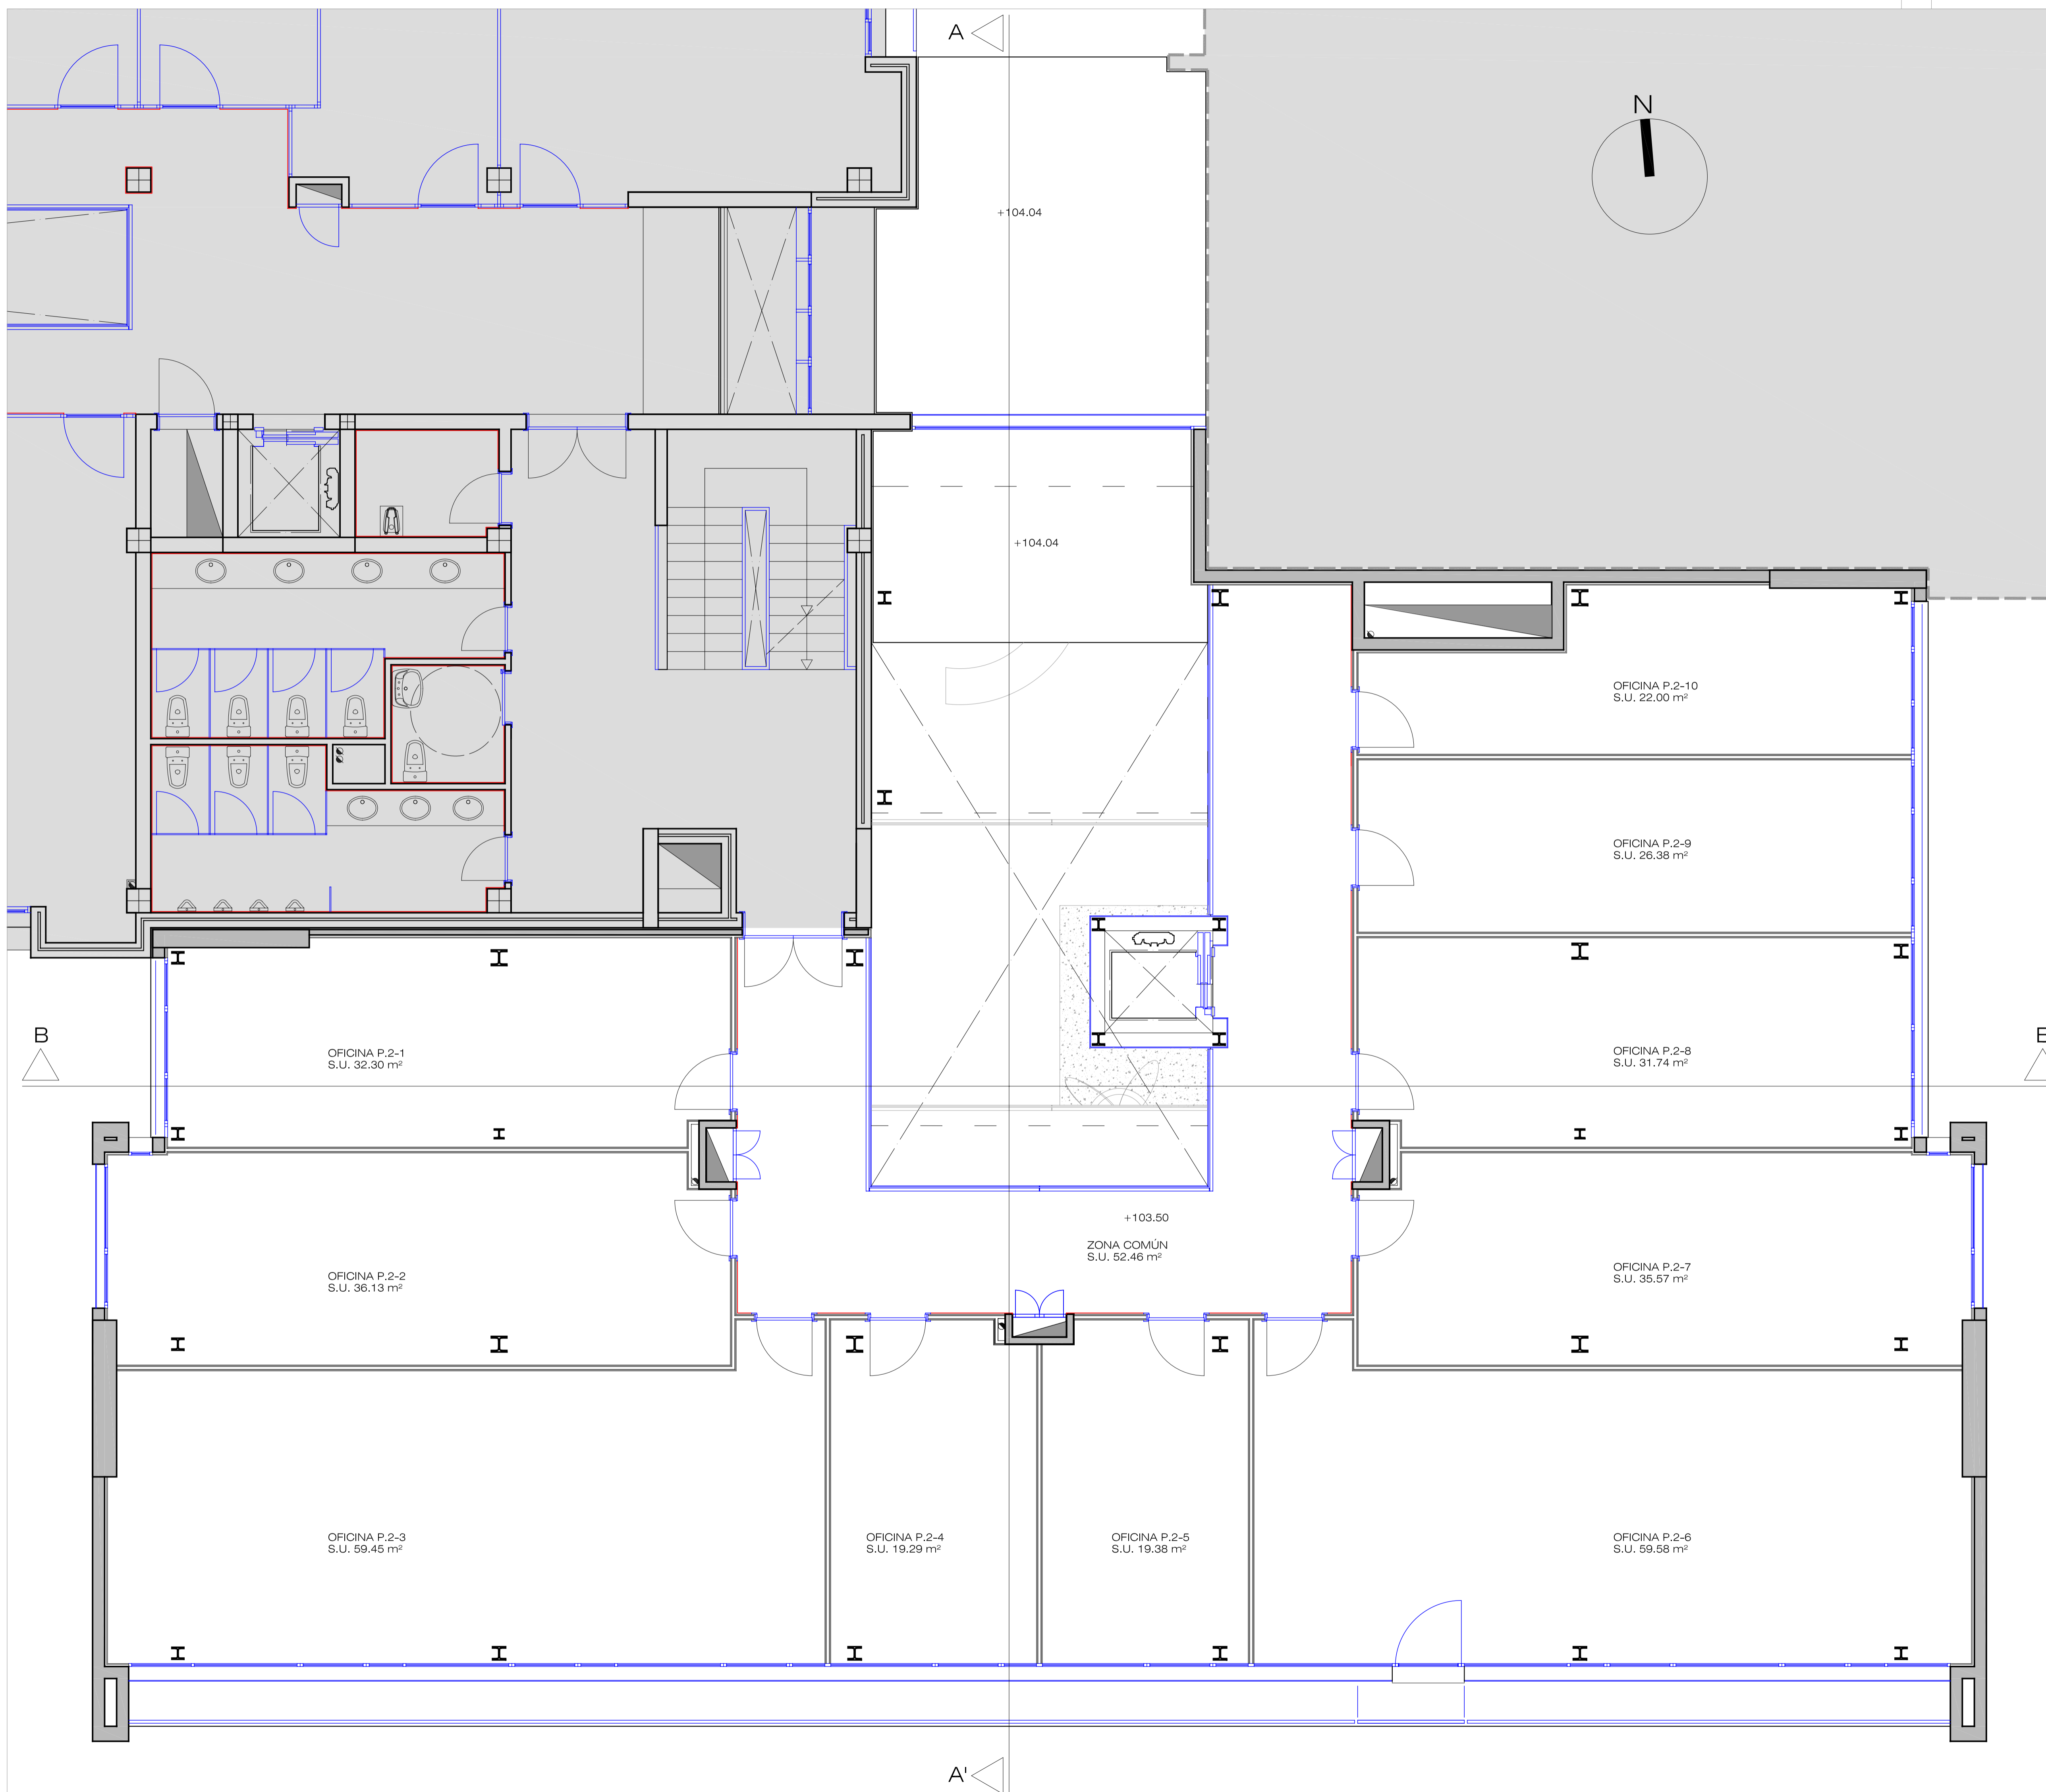 A
N
+104.04
+104.04
OFICINA P.2-10
S.U. 22.00 m²
OFICINA P.2-9
S.U. 26.38 m²
B
OFICINA P.2-1
S.U. 32.30 m²
OFICINA P.2-8
S.U. 31.74 m²
+103.50
ZONA COMÚN
S.U. 52.46 m²
OFICINA P.2-2
S.U. 36.13 m²
OFICINA P.2-7
S.U. 35.57 m²
OFICINA P.2-3
S.U. 59.45 m²
OFICINA P.2-4
S.U. 19.29 m²
OFICINA P.2-5
S.U. 19.38 m²
OFICINA P.2-6
S.U. 59.58 m²
A'